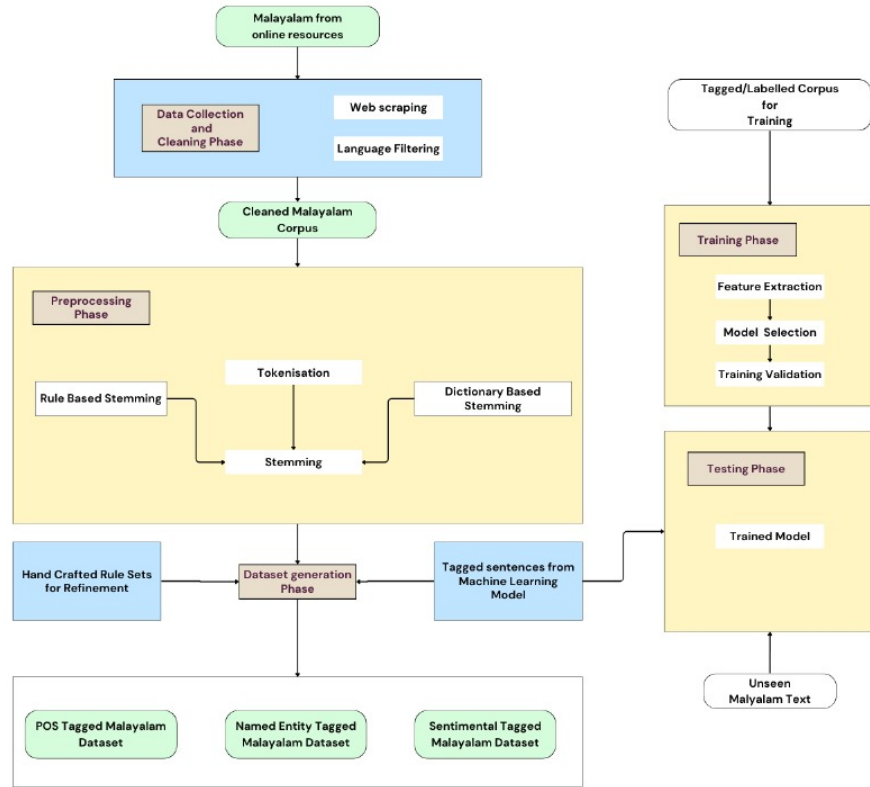 Malayalam from
online resources
Data Collection
and
Cleaning Phase
Web scraping
Language Filtering
Cleaned Malayalam
Corpus
Preprocessing
Phase
Tokenisation
Rule Based Stemming
Dictionary Based
Stemming
Stemming
Hand Crafted Rule Sets
for Refinement
Dataset generation
Phase
Tagged sentences from
Machine Learning
Model
POS Tagged Malayalam
Dataset
Named Entity Tagged
Malayalam Dataset
Sentimental Tagged
Malayalam Dataset
Tagged/Labelled Corpus
for
Training
Training Phase
Feature Extraction
Model Selection
Training Validation
Testing Phase
Trained Model
Unseen
Malyalam Text